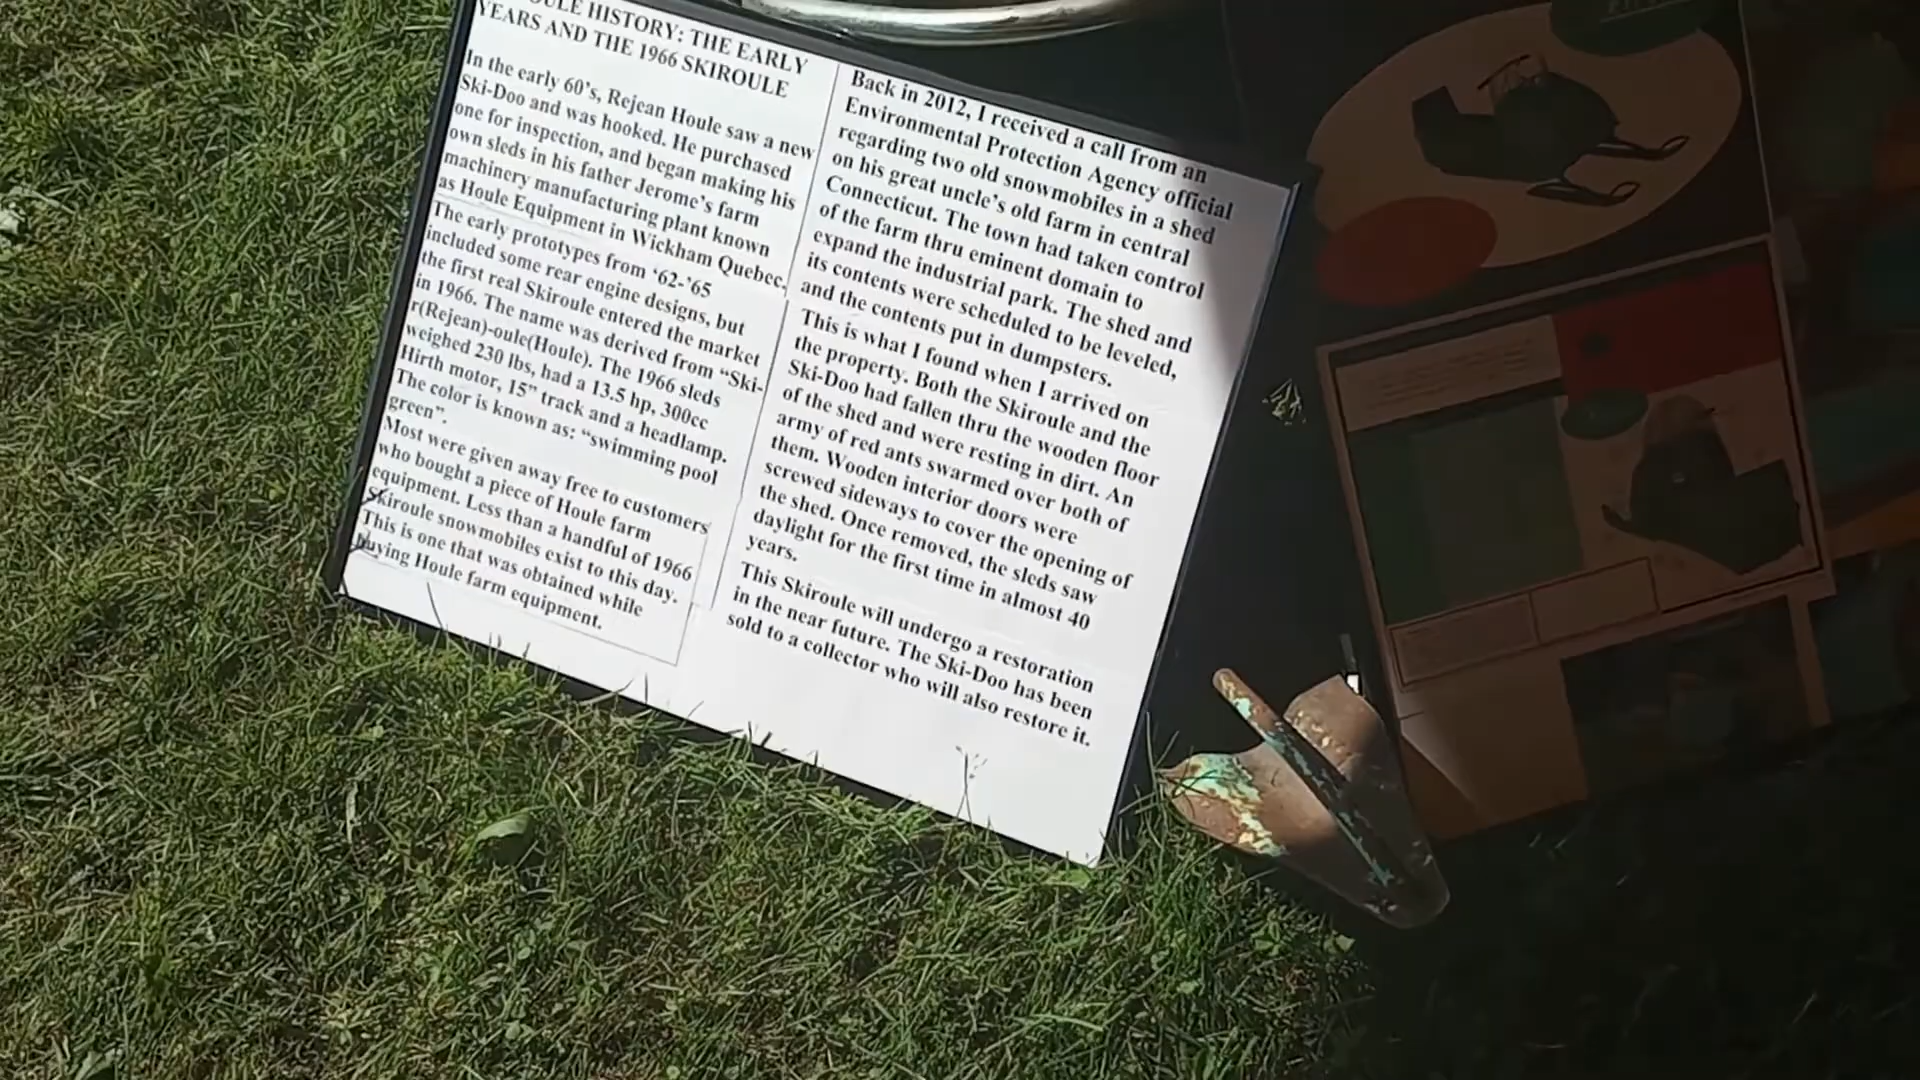 HISTORY: THE EARLY
YEARS AND THE 1966 SKIROULE
In the early 60's, Rejean Houle saw a new
Ski-Doo and was hooked. He purchased
one for inspection, and began making his
own sleds in his father Jerome's farm
machinery manufacturing plant known
as Houle Equipment in Wickham Quebec.
The early prototypes from ‘62-’65
included some rear engine designs, but
the first real Skiroule entered the market
in 1966. The name was derived from “Ski-
r(Rejean)-oule(Houle). The 1966 sleds
weighed 230 lbs, had a 13.5 hp, 300cc
Hirth motor, 15” track and a headlamp.
The color is known as: “swimming pool
green”.
Most were given away free to customers
who bought a piece of Houle farm
equipment. Less than a handful of 1966
Skiroule snowmobiles exist to this day.
This is one that was obtained while
buying Houle farm equipment.
Back in 2012, I received a call from an
Environmental Protection Agency official
regarding two old snowmobiles in a shed
on his great uncle's old farm in central
Connecticut. The town had taken control
of the farm thru eminent domain to
expand the industrial park. The shed and
its contents were scheduled to be leveled,
and the contents put in dumpsters.
This is what I found when I arrived on
the property. Both the Skiroule and the
Ski-Doo had fallen thru the wooden floor
of the shed and were resting in dirt. An
army of red ants swarmed over both of
them. Wooden interior doors were
screwed sideways to cover the opening of
the shed. Once removed, the sleds saw
daylight for the first time in almost 40
years.
This Skiroule will undergo a restoration
in the near future. The Ski-Doo has been
sold to a collector who will also restore it.